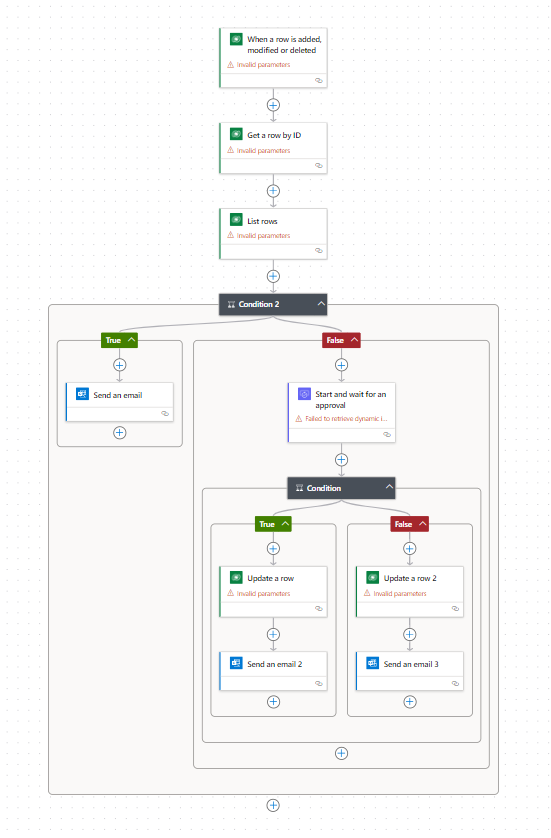 When a row is added,
modified or deleted
Invalid parameters
Get a row by ID
Invalid parameters
List rows
Invalid parameters
Condition 2
True
False
Send an email
Start and wait for an
approval
Failed to retrieve dynamic i...
Condition
True
False
Update a row
Invalid parameters
Update a row 2
Invalid parameters
Send an email 2
Send an email 3